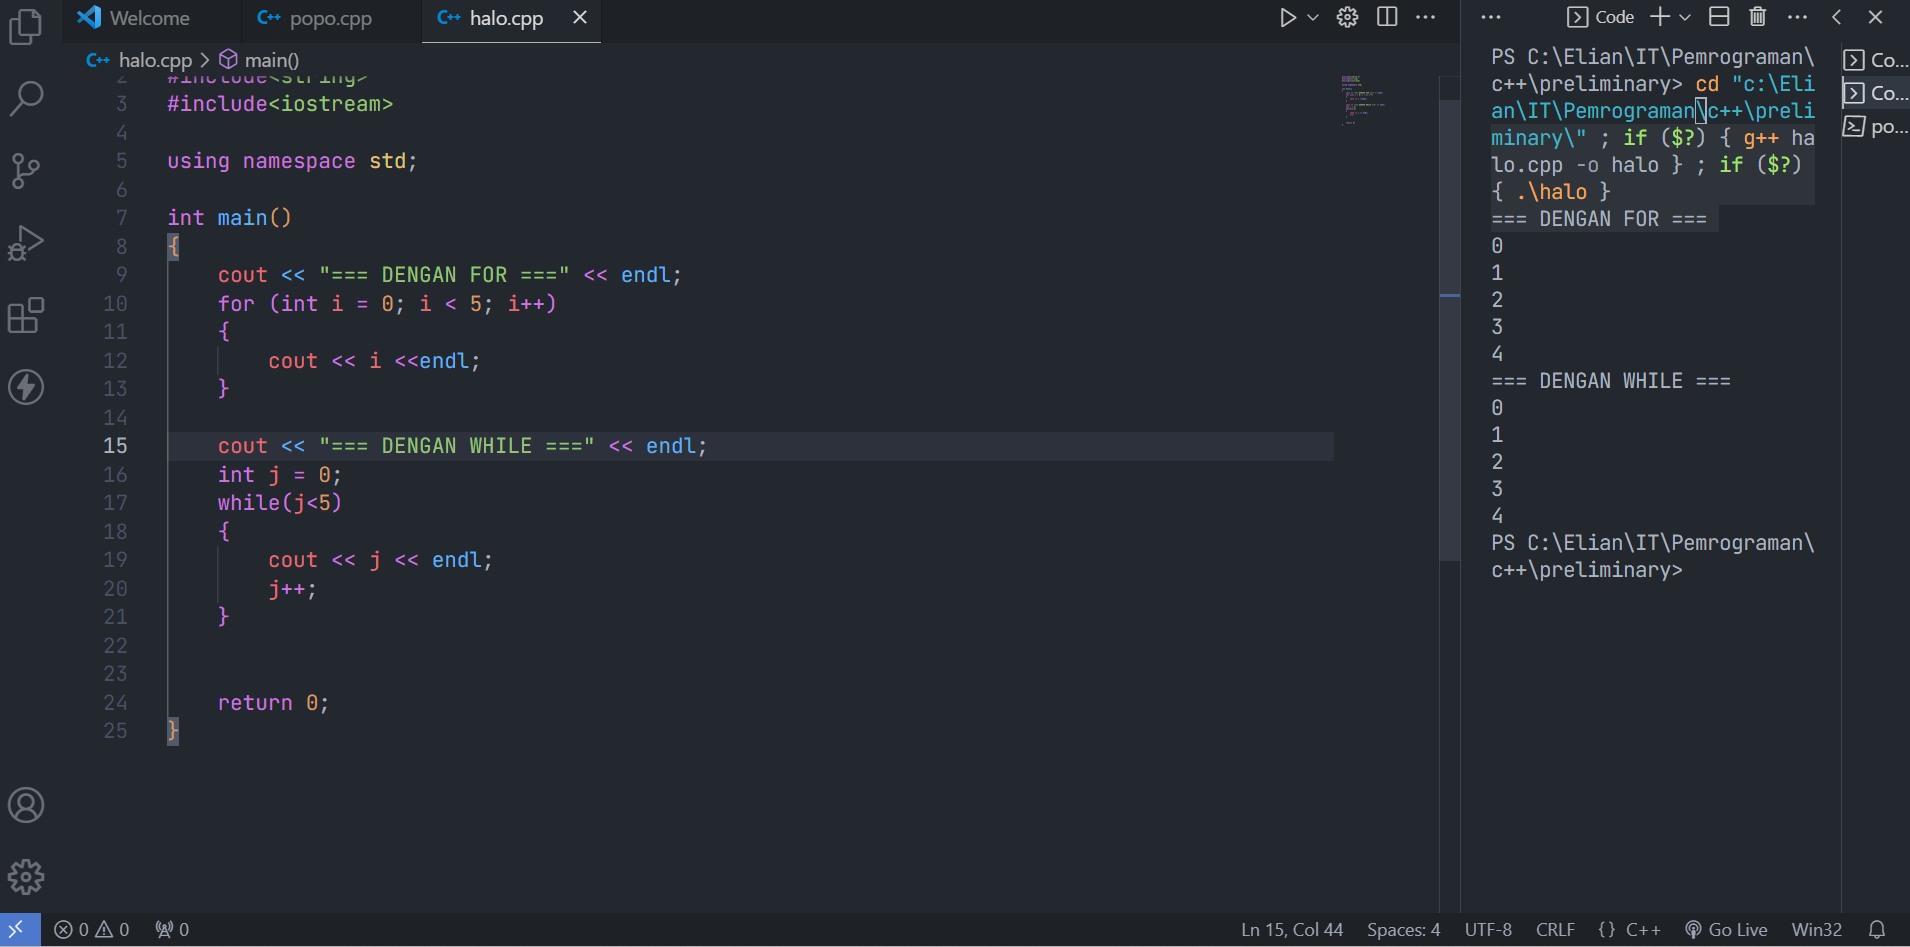 Welcome
C++ popo.cpp
C++ halo.cpp
C++ halo.cpp > main()
2 #include<string>
3 #include<iostream>
4
5 using namespace std;
6
7 int main()
8 {
9 cout << "=== DENGAN FOR ===" << endl;
10 for (int i = 0; i < 5; i++)
11 {
12 cout << i <<endl;
13 }
14
15 cout << "=== DENGAN WHILE ===" << endl;
16 int j = 0;
17 while(j<5)
18 {
19 cout << j << endl;
20 j++;
21 }
22
23
24 return 0;
25 }
Code
PS C:\Elian\IT\Pemrograman\
c++\preliminary> cd "c:\Eli
an\IT\Pemrograman\c++\preli
minary\" ; if ($?) { g++ ha
lo.cpp -o halo } ; if ($?)
{ .\halo }
=== DENGAN FOR ===
0
1
2
3
4
=== DENGAN WHILE ===
0
1
2
3
4
PS C:\Elian\IT\Pemrograman\
c++\preliminary>
Co...
Co...
po...
0 0 0
Ln 15, Col 44 Spaces: 4 UTF-8 CRLF {} C++ Go Live Win32